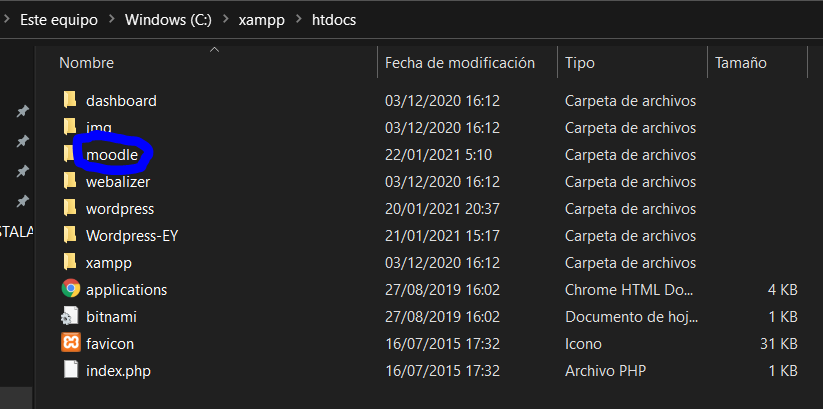 Este equipo > Windows (C:) > xampp > htdocs
Nombre Fecha de modificación Tipo Tamaño
dashboard 03/12/2020 16:12 Carpeta de archivos
img 03/12/2020 16:12 Carpeta de archivos
moodle 22/01/2021 5:10 Carpeta de archivos
webalizer 03/12/2020 16:12 Carpeta de archivos
wordpress 20/01/2021 20:37 Carpeta de archivos
STALA
Wordpress-EY 21/01/2021 15:17 Carpeta de archivos
xampp 03/12/2020 16:12 Carpeta de archivos
applications 27/08/2019 16:02 Chrome HTML Do... 4 KB
bitnami 27/08/2019 16:02 Documento de hoj... 1 KB
favicon 16/07/2015 17:32 Icono 31 KB
index.php 16/07/2015 17:32 Archivo PHP 1 KB